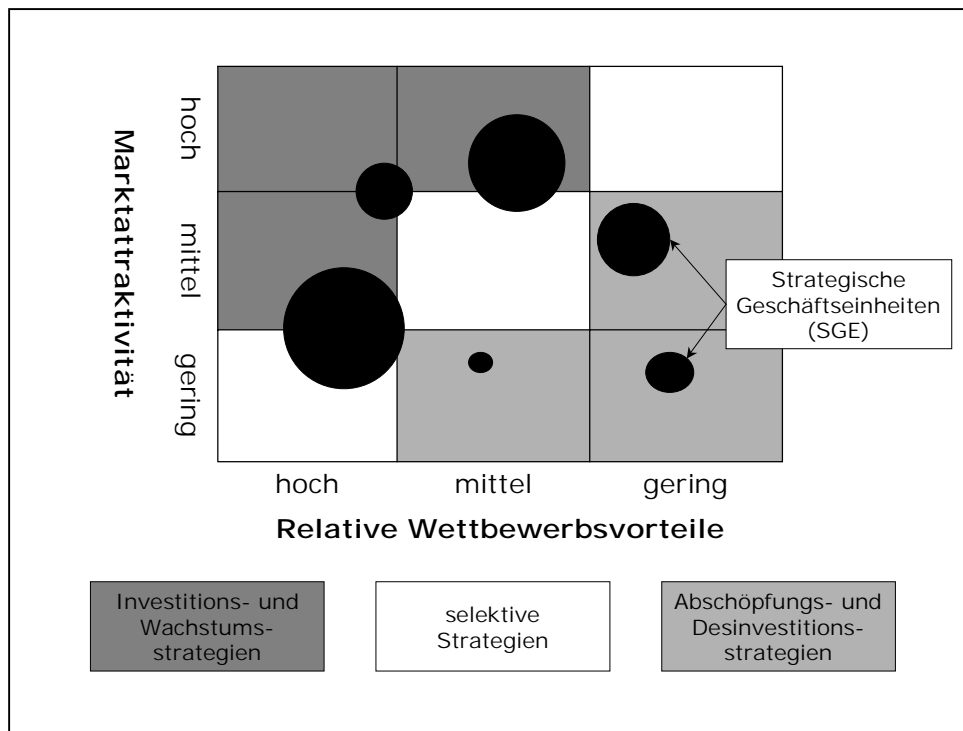 Marktattraktivität
hoch
mittel
gering
Strategische
Geschäftseinheiten
(SGE)
hoch
mittel
gering
Relative Wettbewerbsvorteile
Investitions- und
Wachstums-
strategien
selektive
Strategien
Abschöpfungs- und
Desinvestitions-
strategien